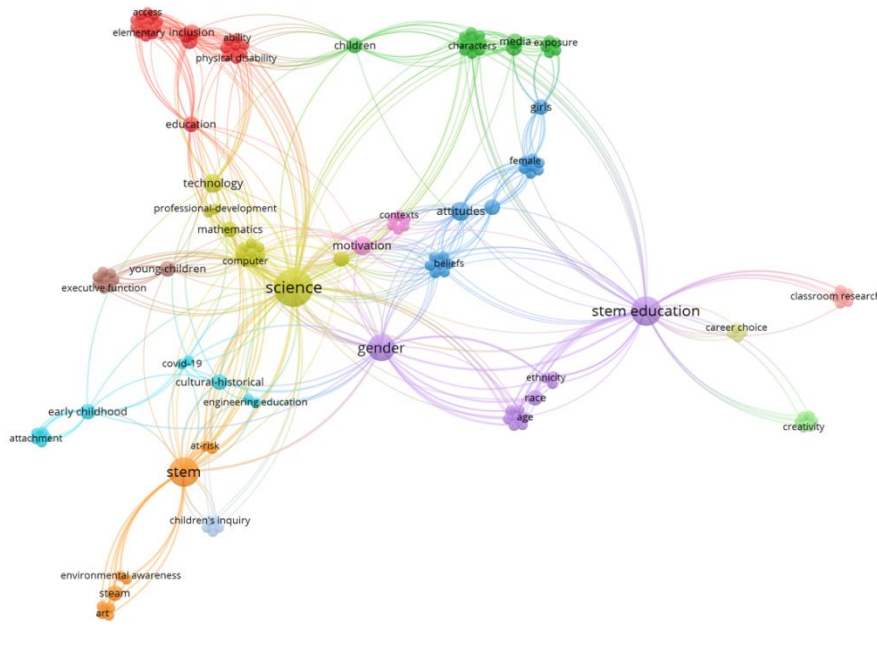 access
elementary
inclusion
ability
physical disability
children
characters
media
exposure
girls
education
female
technology
professional-development
attitudes
contexts
mathematics
motivation
computer
beliefs
young-children
executive function
science
classroom research
stem education
career choice
gender
covid-19
ethnicity
cultural-historical
race
engineering education
early childhood
age
creativity
attachment
at-risk
stem
children's inquiry
environmental awareness
steam
art